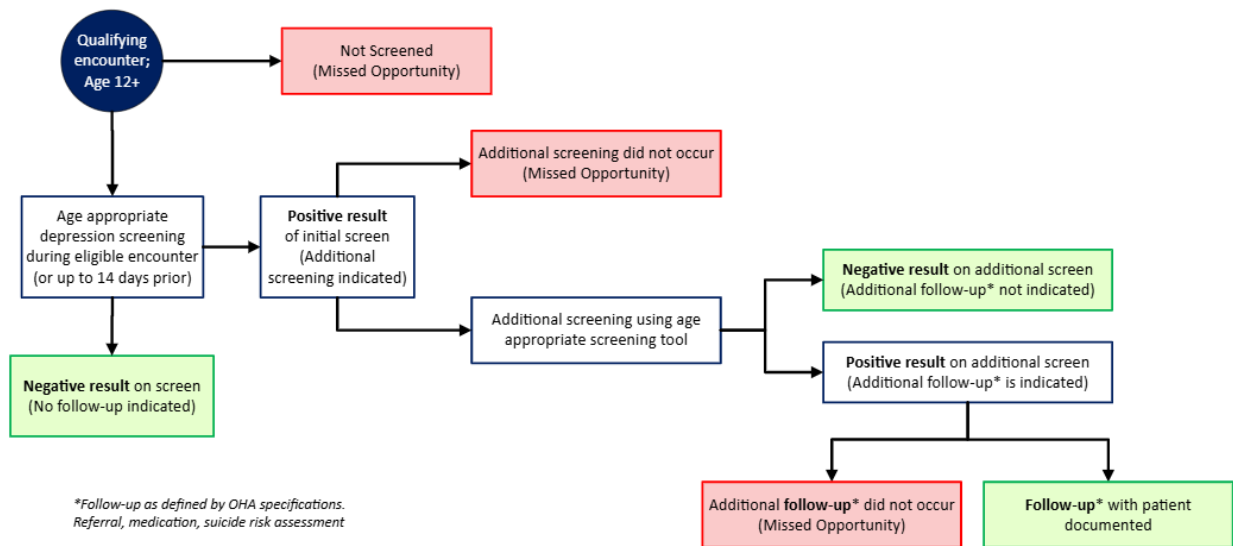 Qualifying
encounter;
Age 12+
Not Screened
(Missed Opportunity)
Additional screening did not occur
(Missed Opportunity)
Age appropriate
depression screening
during eligible encounter
(or up to 14 days prior)
Positive result
of initial screen
(Additional
screening indicated)
Negative result on additional screen
(Additional follow-up* not indicated)
Additional screening using age
appropriate screening tool
Positive result on additional screen
(Additional follow-up* is indicated)
Negative result on screen
(No follow-up indicated)
Additional follow-up* did not occur
(Missed Opportunity)
Follow-up* with patient
documented
*Follow-up as defined by OHA specifications.
Referral, medication, suicide risk assessment